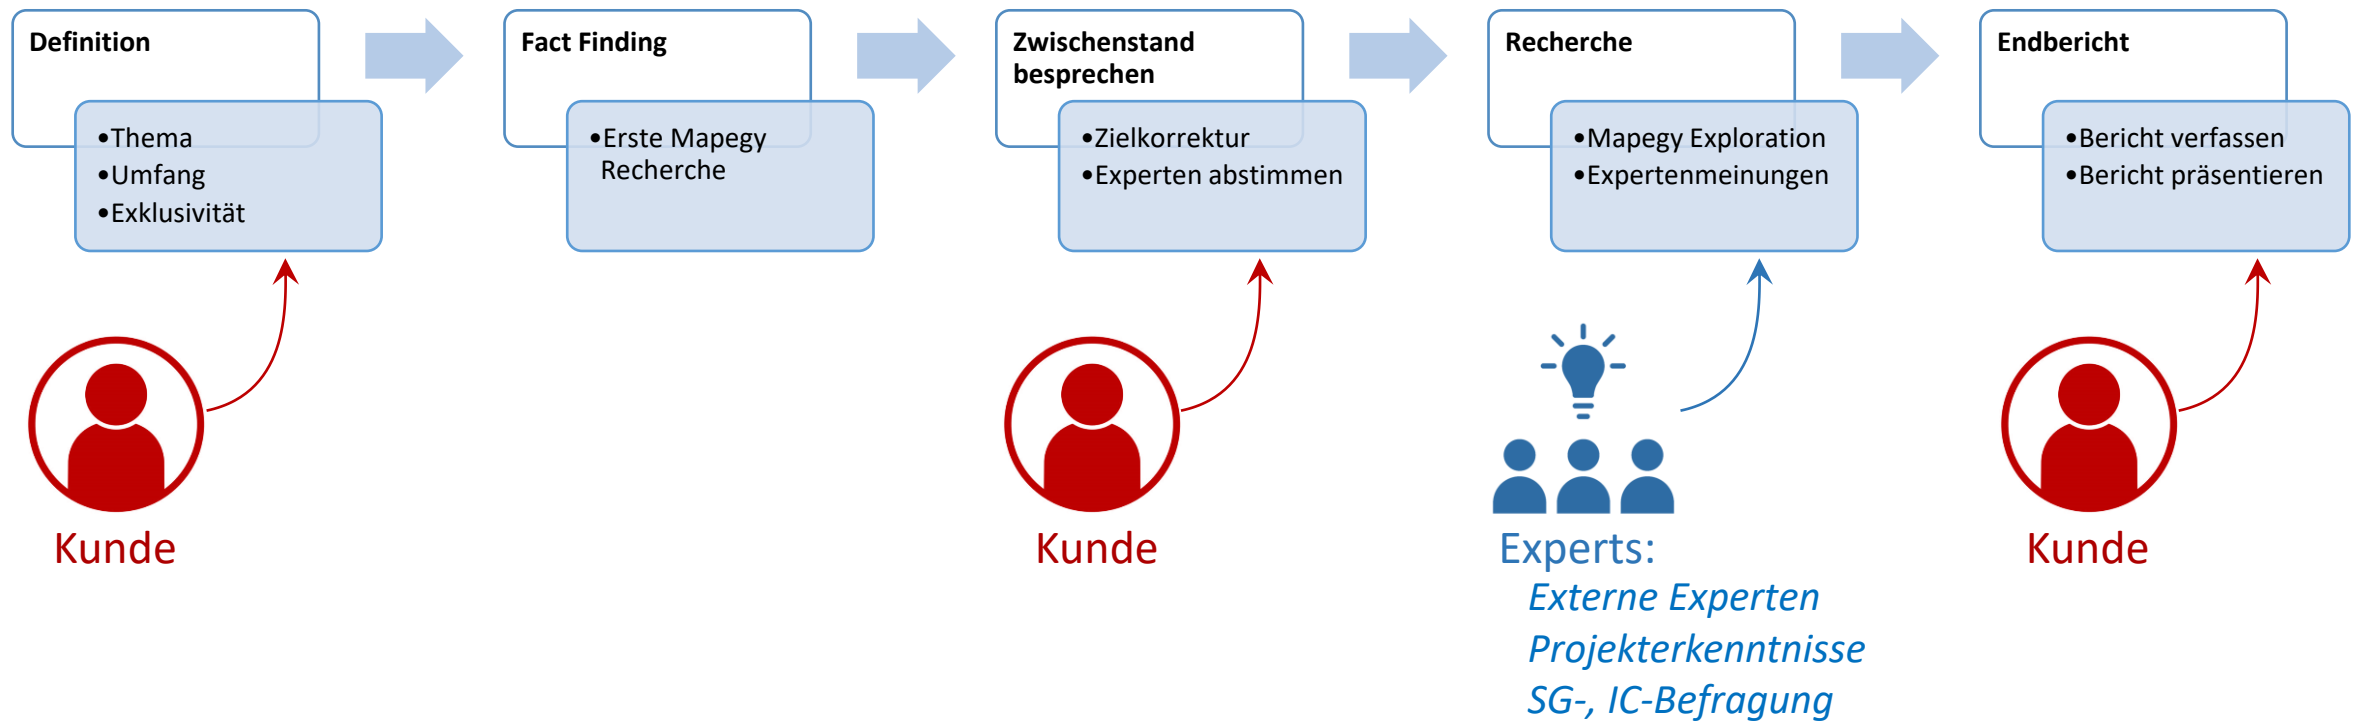 Definition
•Thema
•Umfang
•Exklusivität
Fact Finding
•Erste Mapegy
Recherche
Zwischenstand
besprechen
•Zielkorrektur
•Experten abstimmen
Recherche
•Mapegy Exploration
•Expertenmeinungen
Endbericht
•Bericht verfassen
•Bericht präsentieren
Kunde
Kunde
Experts:
Externe Experten
Projekterkenntnisse
SG-, IC-Befragung
Kunde